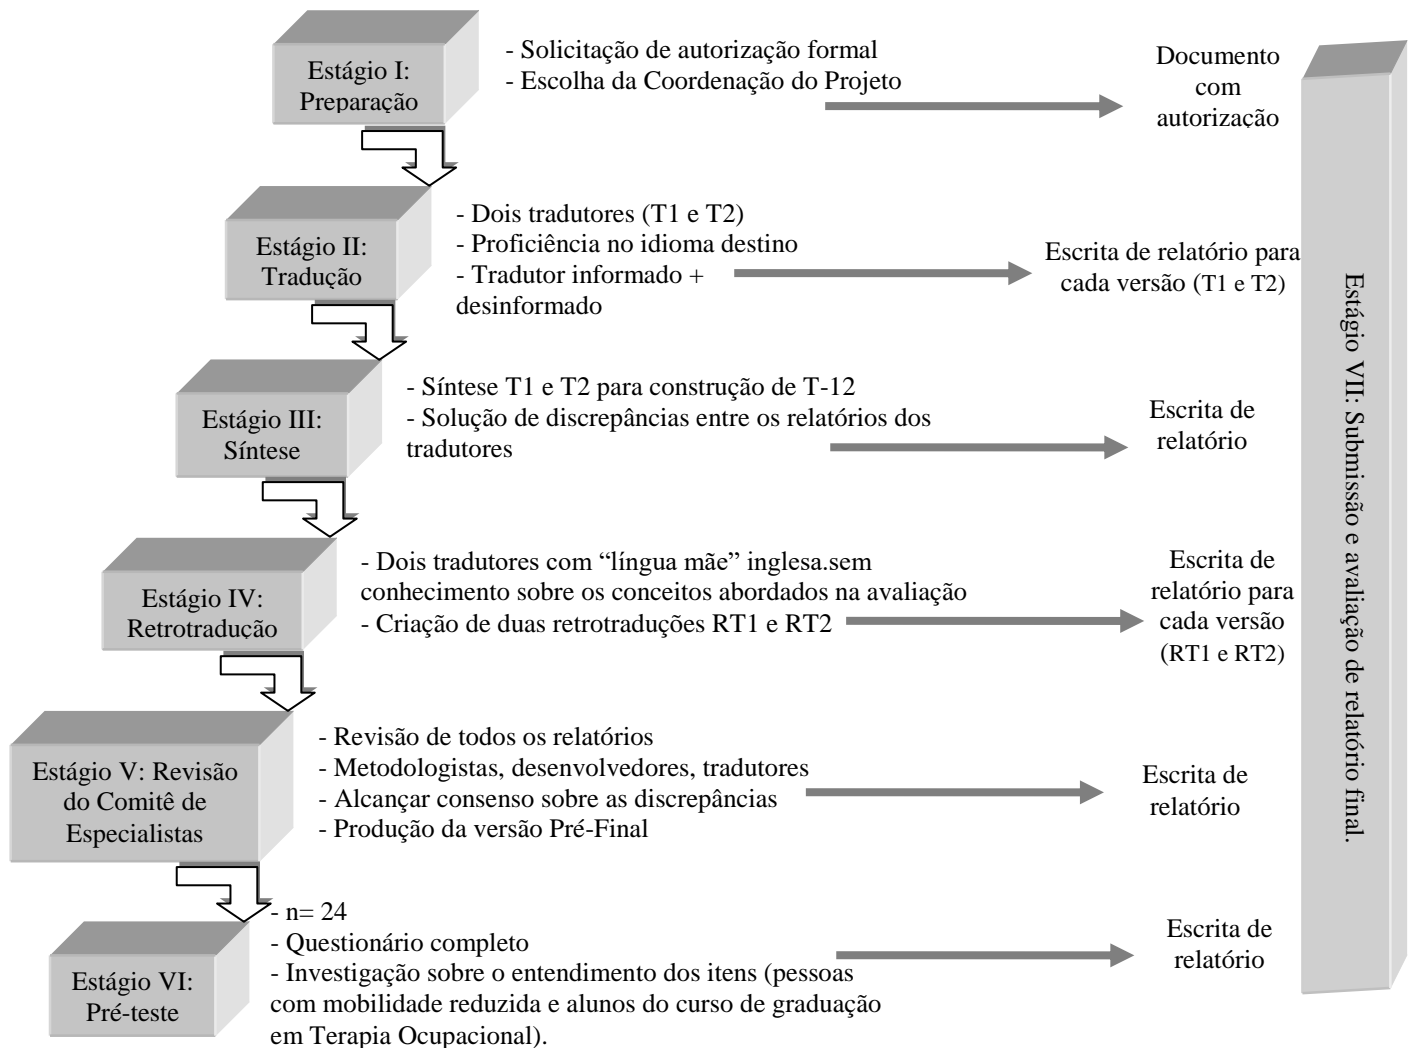 Estágio I:
Preparação
- Solicitação de autorização formal
- Escolha da Coordenação do Projeto
Documento
com
autorização
Estágio II:
Tradução
- Dois tradutores (T1 e T2)
- Proficiência no idioma destino
- Tradutor informado +
desinformado
Escrita de relatório para
cada versão (T1 e T2)
Estágio III:
Síntese
- Síntese T1 e T2 para construção de T-12
- Solução de discrepâncias entre os relatórios dos
tradutores
Escrita de
relatório
Estágio IV:
Retrotradução
- Dois tradutores com “língua mãe” inglesa.sem
conhecimento sobre os conceitos abordados na avaliação
- Criação de duas retrotraduções RT1 e RT2
Escrita de
relatório para
cada versão
(RT1 e RT2)
Estágio V: Revisão
do Comitê de
Especialistas
- Revisão de todos os relatórios
- Metodologistas, desenvolvedores, tradutores
- Alcançar consenso sobre as discrepâncias
- Produção da versão Pré-Final
Escrita de
relatório
Estágio VI:
Pré-teste
- n= 24
- Questionário completo
- Investigação sobre o entendimento dos itens (pessoas
com mobilidade reduzida e alunos do curso de graduação
em Terapia Ocupacional).
Escrita de
relatório
Estágio VII: Submissão e avaliação de relatório final.